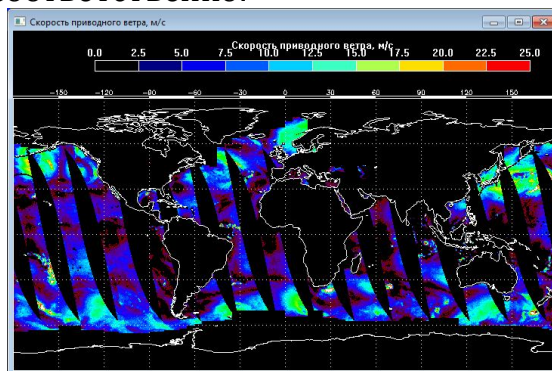 Скорость приводного ветра, м/с
Скорость приводного ветра, м/с
0.0 2.5 5.0 7.5 10.0 12.5 15.0 17.5 20.0 22.5 25.0
-150 -120 -90 -60 -30 0 30 60 90 120 150